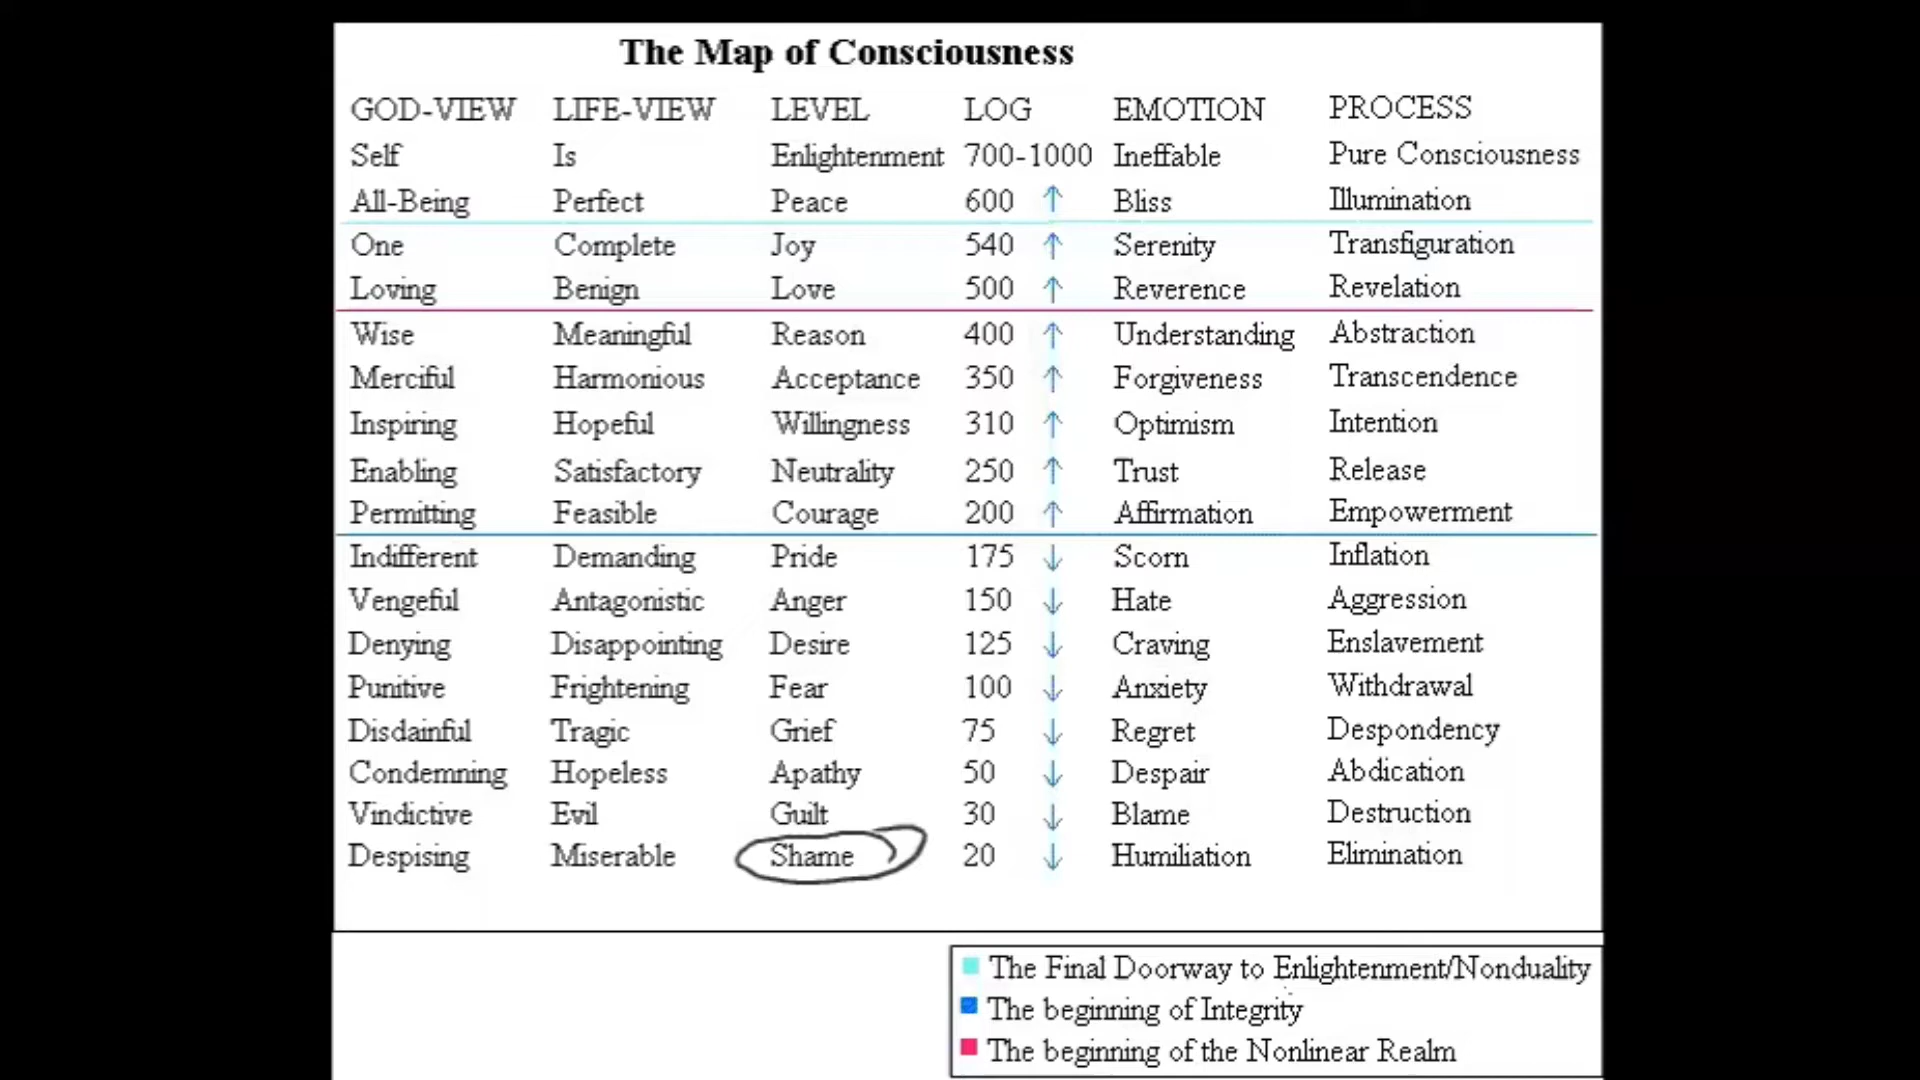 The Map of Consciousness
GOD-VIEW LIFE-VIEW LEVEL LOG EMOTION PROCESS
Self Is Enlightenment 700-1000 Ineffable Pure Consciousness
All-Being Perfect Peace 600 ↑ Bliss Illumination
One Complete Joy 540 ↑ Serenity Transfiguration
Loving Benign Love 500 ↑ Reverence Revelation
Wise Meaningful Reason 400 ↑ Understanding Abstraction
Merciful Harmonious Acceptance 350 ↑ Forgiveness Transcendence
Inspiring Hopeful Willingness 310 ↑ Optimism Intention
Enabling Satisfactory Neutrality 250 ↑ Trust Release
Permitting Feasible Courage 200 ↑ Affirmation Empowerment
Indifferent Demanding Pride 175 ↓ Scorn Inflation
Vengeful Antagonistic Anger 150 ↓ Hate Aggression
Denying Disappointing Desire 125 ↓ Craving Enslavement
Punitive Frightening Fear 100 ↓ Anxiety Withdrawal
Disdainful Tragic Grief 75 ↓ Regret Despondency
Condemning Hopeless Apathy 50 ↓ Despair Abdication
Vindictive Evil Guilt 30 ↓ Blame Destruction
Despising Miserable Shame 20 ↓ Humiliation Elimination
The Final Doorway to Enlightenment/Nonduality
The beginning of Integrity
The beginning of the Nonlinear Realm